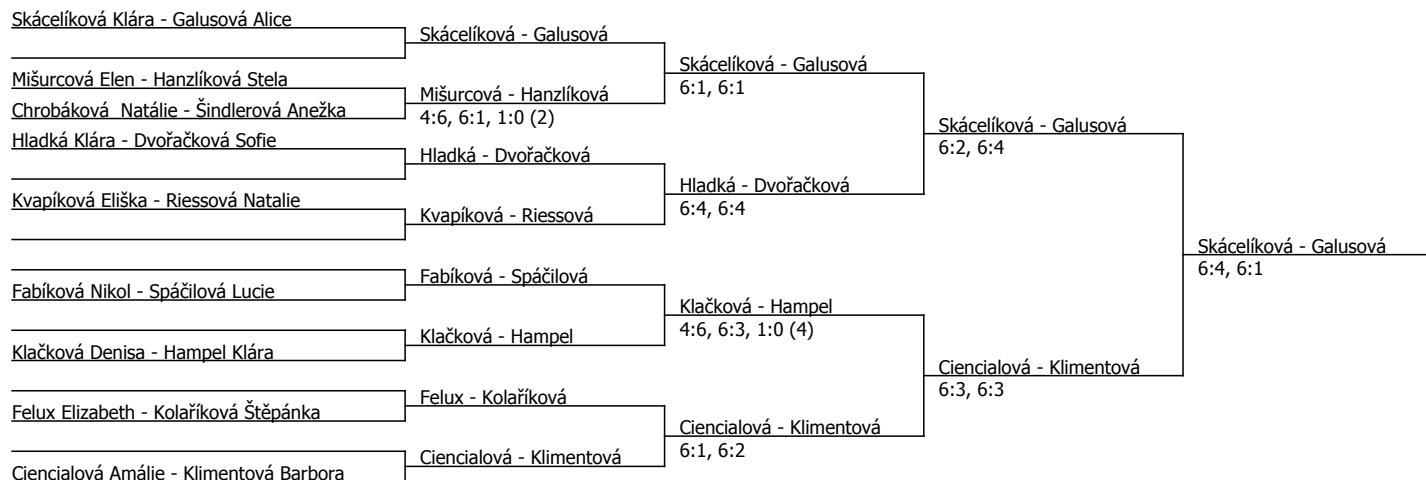 Skácelíková Klára - Galusová Alice
Skácelíková - Galusová
Skácelíková - Galusová
6:1, 6:1
Mišurcová Elen - Hanzlíková Stela
Mišurcová - Hanzlíková
4:6, 6:1, 1:0 (2)
Chrobáková  Natálie - Šindlerová Anežka
Skácelíková - Galusová
6:2, 6:4
Hladká Klára - Dvořačková Sofie
Hladká - Dvořačková
Hladká - Dvořačková
6:4, 6:4
Kvapíková Eliška - Riessová Natalie
Kvapíková - Riessová
Skácelíková - Galusová
6:4, 6:1
Fabíková - Spáčilová
Fabíková Nikol - Spáčilová Lucie
Klačková - Hampel
4:6, 6:3, 1:0 (4)
Klačková - Hampel
Klačková Denisa - Hampel Klára
Ciencialová - Klimentová
6:3, 6:3
Felux - Kolaříková
Felux Elizabeth - Kolaříková Štěpánka
Ciencialová - Klimentová
6:1, 6:2
Ciencialová - Klimentová
Ciencialová Amálie - Klimentová Barbora